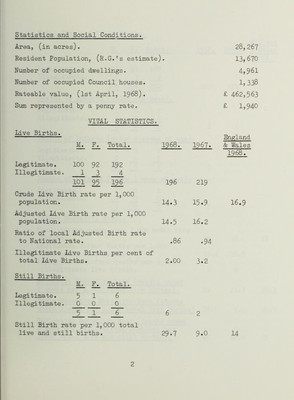 Statistics and Social Conditions.
Area, (in acres). 28,267
Resident Population, (R.G.'s estimate). 13,670
Number of occupied dwellings. 4,961
Number of occupied Council houses. 1,338
Rateable value, (1st April, 1968). £ 462,563
Sum represented by a penny rate. £ 1,940
VITAL STATISTICS.
Live Births. England
M. F. Total. 1968. 1967. & Wales
1968.
Legitimate. 100 92 192
Illegitimate. 1 3 4
101 95 196 196 219
Crude Live Birth rate per 1,000
population. 14.3 15.9 16.9
Adjusted Live Birth rate per 1,000
population. 14.5 16.2
Ratio of local Adjusted Birth rate
to National rate. .86 .94
Illegitimate Live Births per cent of
total Live Births. 2.00 3.2
Still Births.
M. F. Total.
Legitimate. 5 1 6
Illegitimate. 0 0 0
5 1 6 6 2
Still Birth rate per 1,000 total
live and still births. 29.7 9.0 14
2